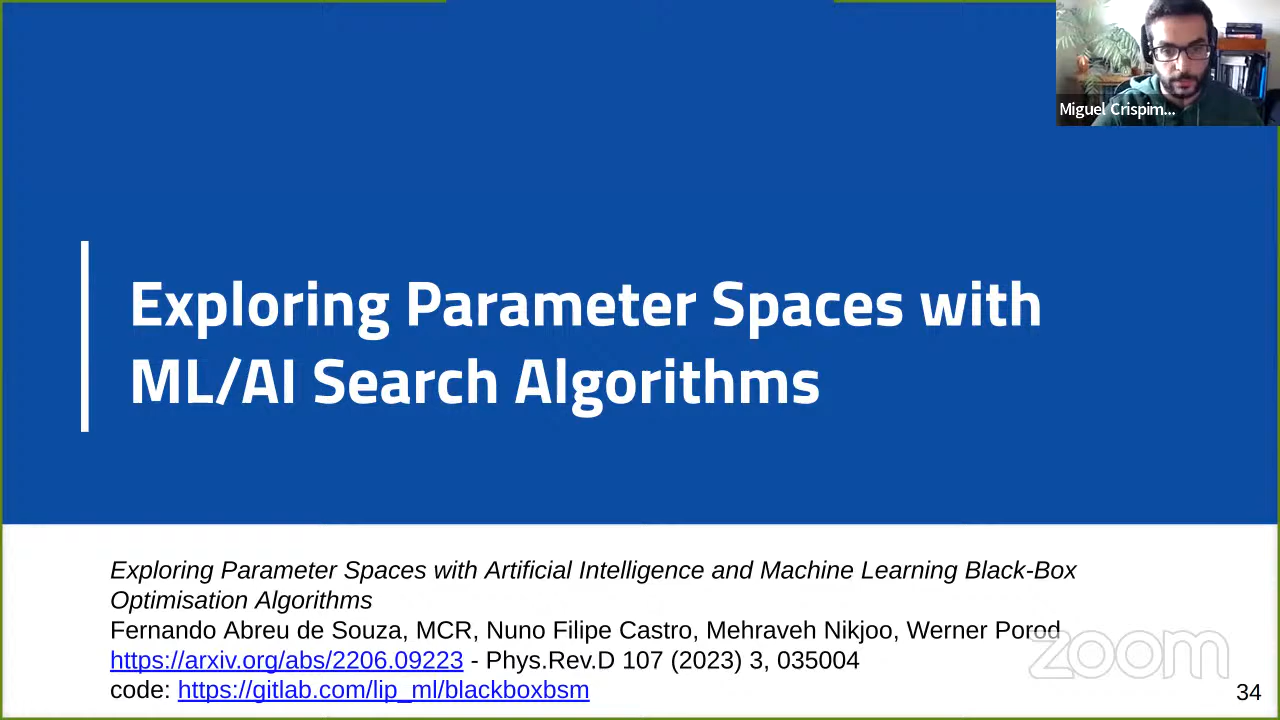 Miguel Crispim...
Exploring Parameter Spaces with
ML/AI Search Algorithms
Exploring Parameter Spaces with Artificial Intelligence and Machine Learning Black-Box
Optimisation Algorithms
Fernando Abreu de Souza, MCR, Nuno Filipe Castro, Mehraveh Nikjoo, Werner Porod
https://arxiv.org/abs/2206.09223 - Phys.Rev.D 107 (2023) 3, 035004
code: https://gitlab.com/lip_ml/blackboxbsm
zoom
34